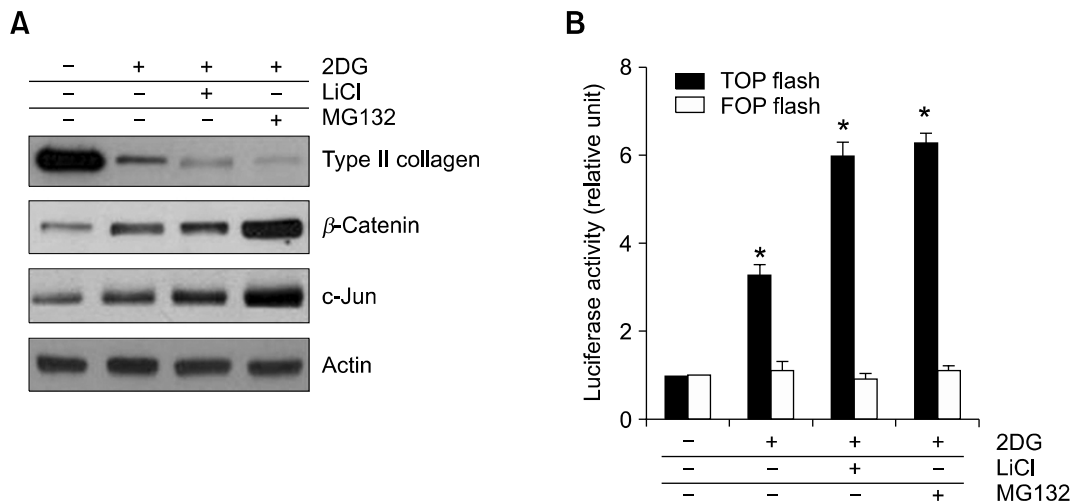 A
− + + + 2DG
− − + − LiCl
− − − + MG132
Type II collagen
β-Catenin
c-Jun
Actin
B
Luciferase activity (relative unit)
8
6
4
2
0
TOP flash
FOP flash
* * *
− + + + 2DG
− − + − LiCl
− − − + MG132